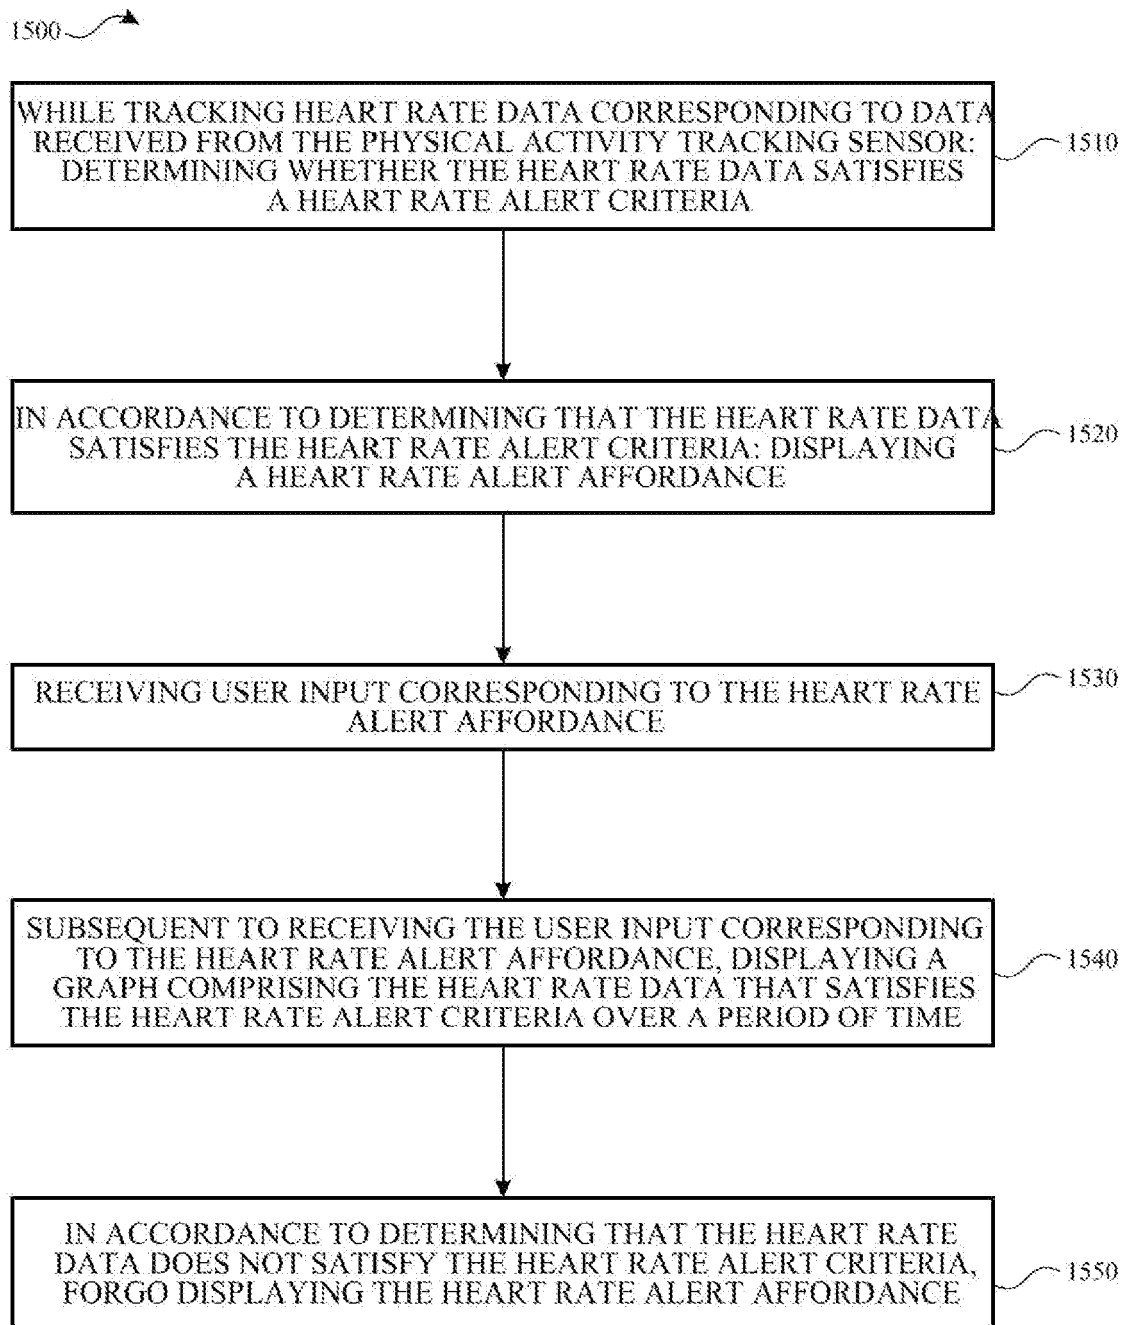 1500
WHILE TRACKING HEART RATE DATA CORRESPONDING TO DATA
RECEIVED FROM THE PHYSICAL ACTIVITY TRACKING SENSOR:
DETERMINING WHETHER THE HEART RATE DATA SATISFIES
A HEART RATE ALERT CRITERIA
1510
IN ACCORDANCE TO DETERMINING THAT THE HEART RATE DATA
SATISFIES THE HEART RATE ALERT CRITERIA: DISPLAYING
A HEART RATE ALERT AFFORDANCE
1520
RECEIVING USER INPUT CORRESPONDING TO THE HEART RATE
ALERT AFFORDANCE
1530
SUBSEQUENT TO RECEIVING THE USER INPUT CORRESPONDING
TO THE HEART RATE ALERT AFFORDANCE, DISPLAYING A
GRAPH COMPRISING THE HEART RATE DATA THAT SATISFIES
THE HEART RATE ALERT CRITERIA OVER A PERIOD OF TIME
1540
IN ACCORDANCE TO DETERMINING THAT THE HEART RATE
DATA DOES NOT SATISFY THE HEART RATE ALERT CRITERIA,
FORGO DISPLAYING THE HEART RATE ALERT AFFORDANCE
1550